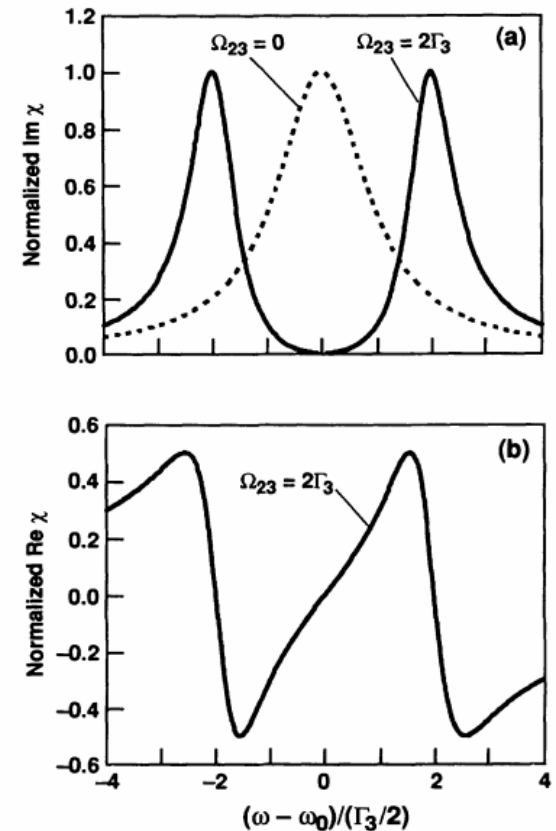 1.2
1.0
0.8
0.6
0.4
0.2
0.0
Normalized Im χ
Ω₂₃ = 0
Ω₂₃ = 2Γ₃
(a)
0.6
0.4
0.2
0.0
–0.2
–0.4
–0.6
Normalized Re χ
Ω₂₃ = 2Γ₃
(b)
–4 –2 0 2 4
(ω – ω₀)/(Γ₃/2)